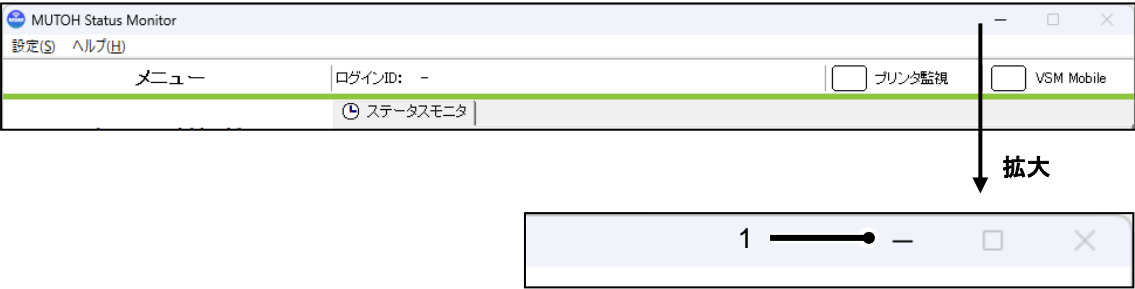 MUTOH Status Monitor
設定(S) ヘルプ(H)
メニュー ログインID: - プリンタ監視 VSM Mobile
ステータスモニタ
拡大
1